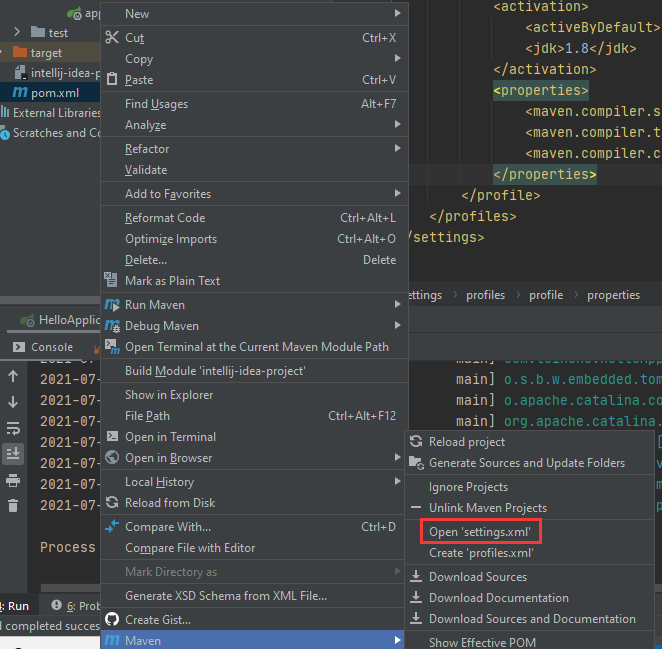 app
test
target
intellij-idea-p
pom.xml
External Libraries
Scratches and Co
HelloApplic
Console
2021-07-
2021-07-
2021-07-
2021-07-
2021-07-
2021-07-
Process
: Run
6: Prob
l completed succes
New
Cut Ctrl+X
Copy
Paste Ctrl+V
Find Usages Alt+F7
Analyze
Refactor
Validate
Add to Favorites
Reformat Code Ctrl+Alt+L
Optimize Imports Ctrl+Alt+O
Delete... Delete
Mark as Plain Text
Run Maven
Debug Maven
Open Terminal at the Current Maven Module Path
Build Module 'intellij-idea-project'
Show in Explorer
File Path Ctrl+Alt+F12
Open in Terminal
Open in Browser
Local History
Reload from Disk
Compare With... Ctrl+D
Compare File with Editor
Mark Directory as
Generate XSD Schema from XML File...
Create Gist...
Maven
<activation>
<activeByDefault>
<jdk>1.8</jdk>
</activation>
<properties>
<maven.compiler.s
<maven.compiler.t
<maven.compiler.c
</properties>
</profile>
</profiles>
/settings>
ettings > profiles > profile > properties
main] o.s.b.w.embedded.tom
main] o.apache.catalina.co
main] org.apache.catalina.
Reload project
Generate Sources and Update Folders
Ignore Projects
Unlink Maven Projects
Open 'settings.xml'
Create 'profiles.xml'
Download Sources
Download Documentation
Download Sources and Documentation
Show Effective POM